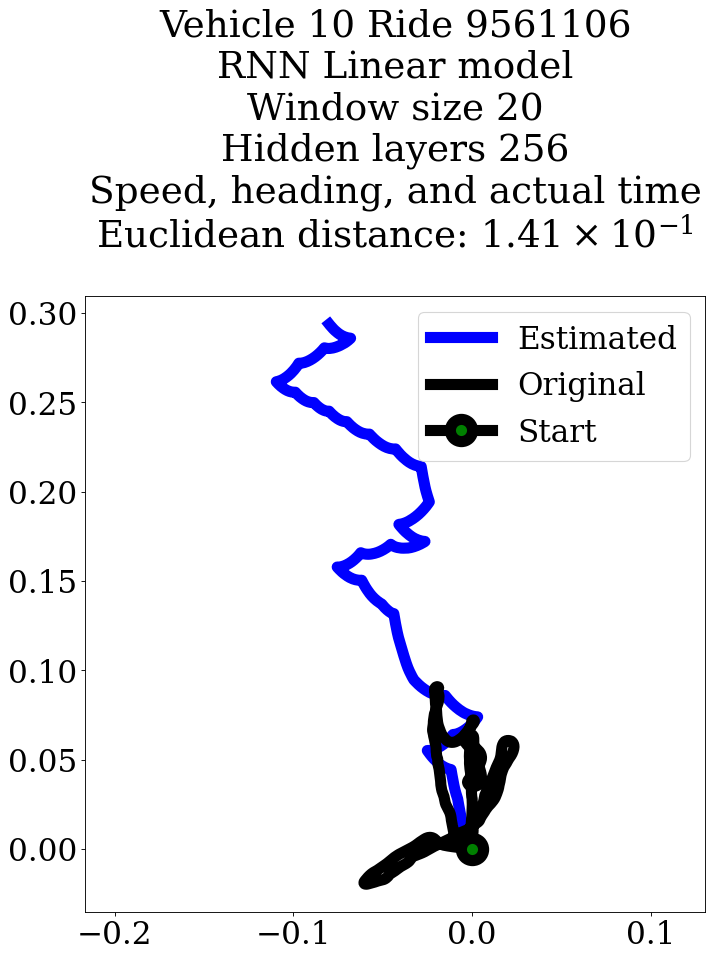 Vehicle 10 Ride 9561106
RNN Linear model
Window size 20
Hidden layers 256
Speed, heading, and actual time
Euclidean distance: 1.41 × 10⁻¹
0.30
0.25
0.20
0.15
0.10
0.05
0.00
Estimated
Original
Start
−0.2
−0.1
0.0
0.1